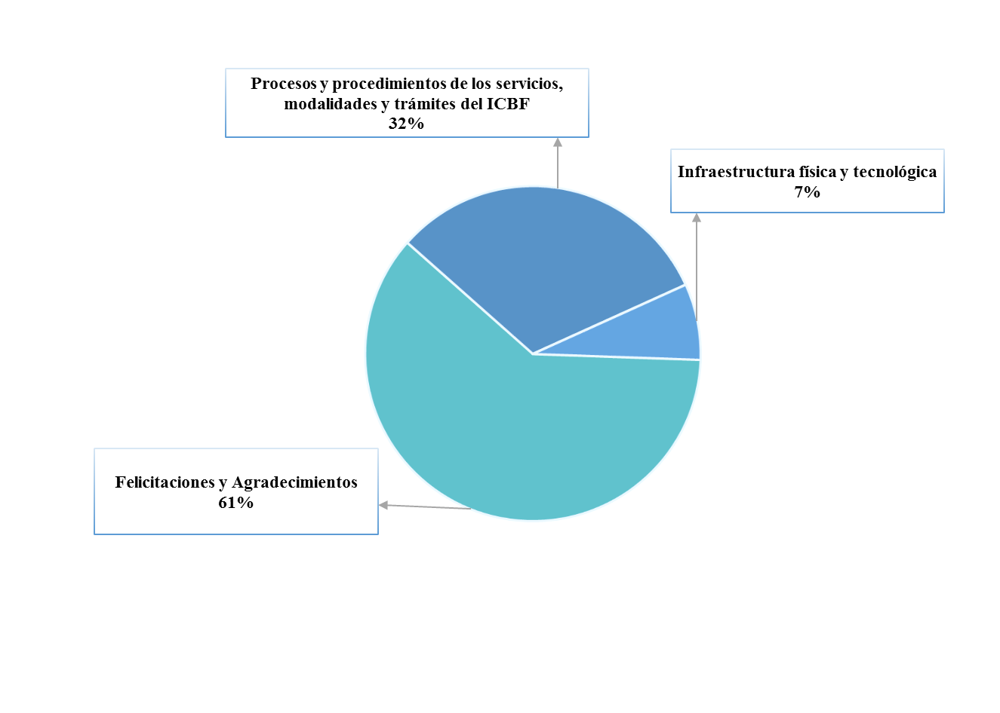 Procesos y procedimientos de los servicios,
modalidades y trámites del ICBF
32%
Infraestructura física y tecnológica
7%
Felicitaciones y Agradecimientos
61%